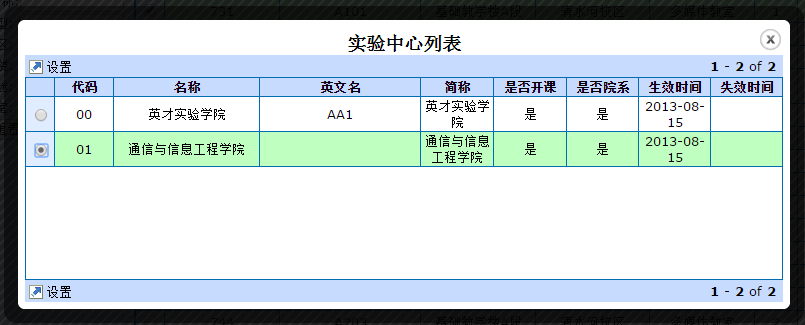 实验中心列表
设置 1 - 2 of 2
代码 名称 英文名 简称 是否开课 是否院系 生效时间 失效时间
00 英才实验学院 AA1 英才实验学院 是 是 2013-08-15
01 通信与信息工程学院 通信与信息工程学院 是 是 2013-08-15
设置 1 - 2 of 2